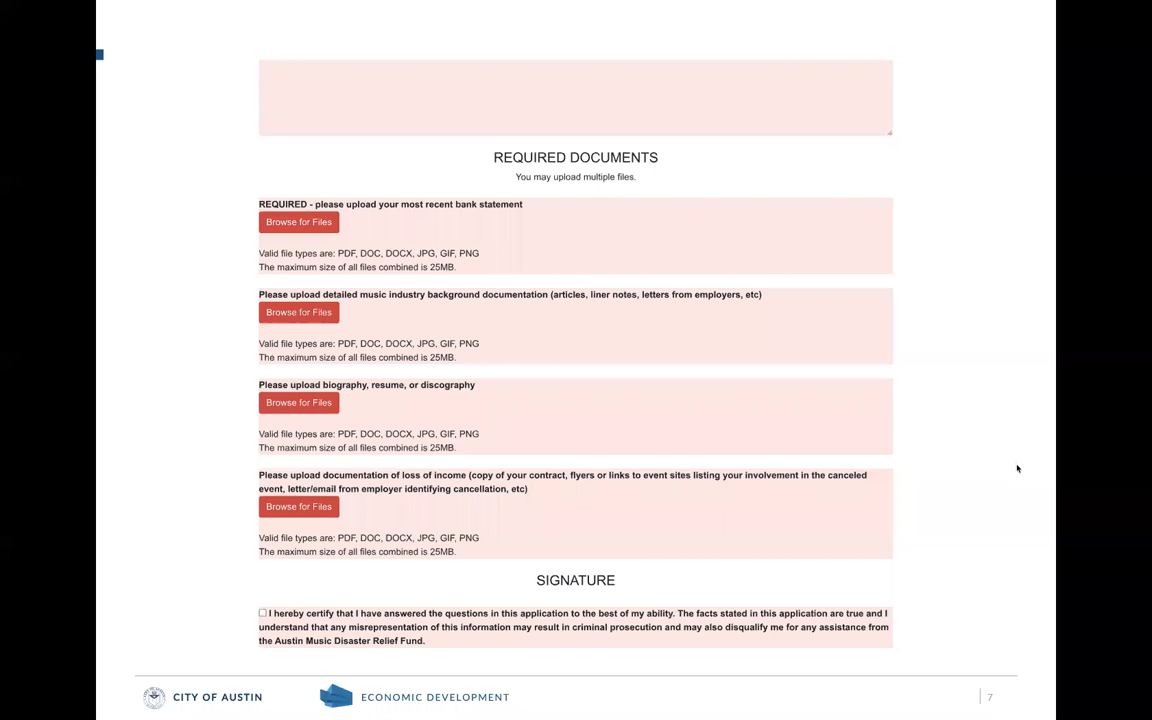 REQUIRED DOCUMENTS
You may upload multiple files.
REQUIRED - please upload your most recent bank statement
Browse for Files
Valid file types are: PDF, DOC, DOCX, JPG, GIF, PNG
The maximum size of all files combined is 25MB.
Please upload detailed music industry background documentation (articles, liner notes, letters from employers, etc)
Browse for Files
Valid file types are: PDF, DOC, DOCX, JPG, GIF, PNG
The maximum size of all files combined is 25MB.
Please upload biography, resume, or discography
Browse for Files
Valid file types are: PDF, DOC, DOCX, JPG, GIF, PNG
The maximum size of all files combined is 25MB.
Please upload documentation of loss of income (copy of your contract, flyers or links to event sites listing your involvement in the canceled
event, letter/email from employer identifying cancellation, etc)
Browse for Files
Valid file types are: PDF, DOC, DOCX, JPG, GIF, PNG
The maximum size of all files combined is 25MB.
SIGNATURE
I hereby certify that I have answered the questions in this application to the best of my ability. The facts stated in this application are true and I
understand that any misrepresentation of this information may result in criminal prosecution and may also disqualify me for any assistance from
the Austin Music Disaster Relief Fund.
CITY OF AUSTIN
ECONOMIC DEVELOPMENT
7